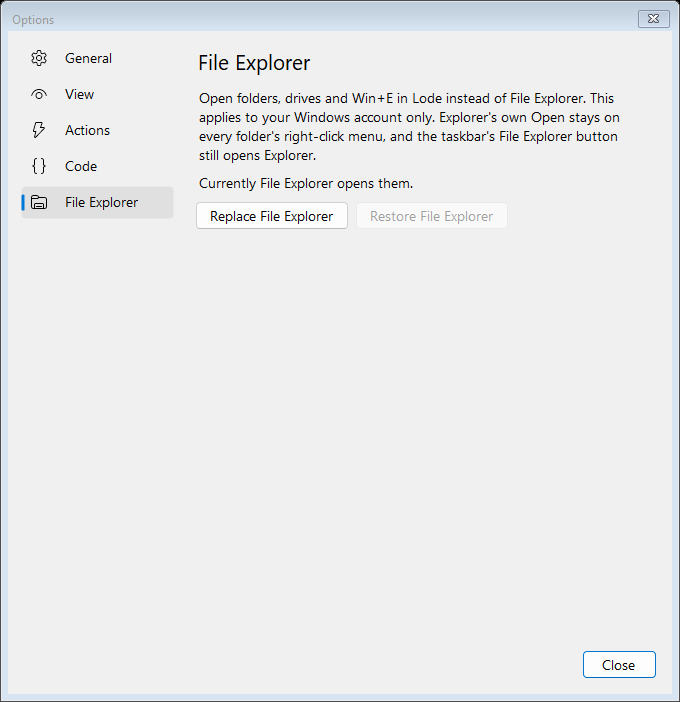 Options
General
View
Actions
{ } Code
File Explorer
File Explorer
Open folders, drives and Win+E in Lode instead of File Explorer. This
applies to your Windows account only. Explorer's own Open stays on
every folder's right-click menu, and the taskbar's File Explorer button
still opens Explorer.
Currently File Explorer opens them.
Replace File Explorer
Restore File Explorer
Close